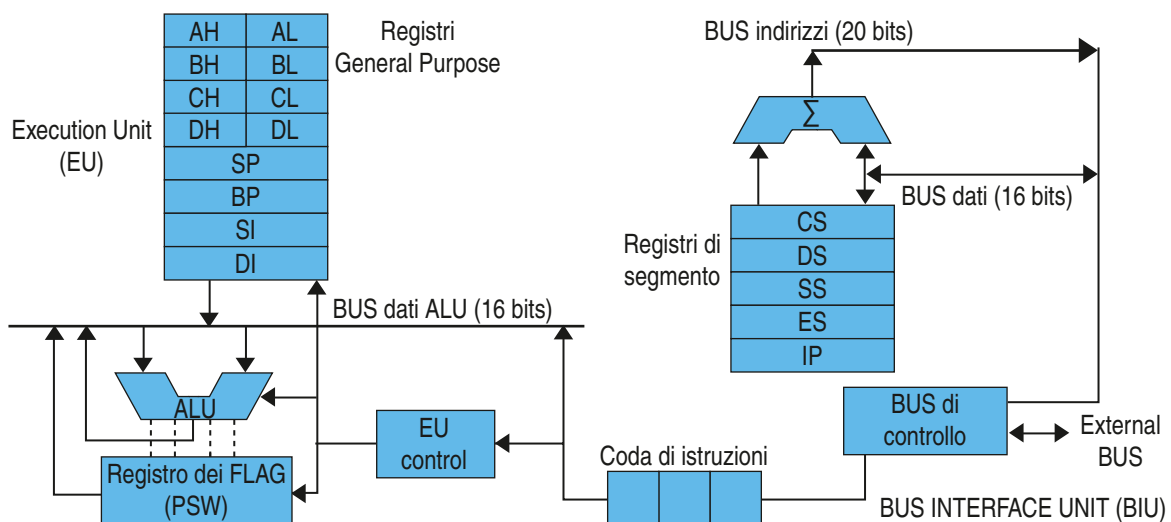 Execution Unit
(EU)
AH AL
BH BL
CH CL
DH DL
SP
BP
SI
DI
Registri
General Purpose
BUS dati ALU (16 bits)
ALU
Registro dei FLAG
(PSW)
EU
control
Coda di istruzioni
BUS indirizzi (20 bits)
∑
BUS dati (16 bits)
Registri di
segmento
CS
DS
SS
ES
IP
BUS di
controllo
External
BUS
BUS INTERFACE UNIT (BIU)